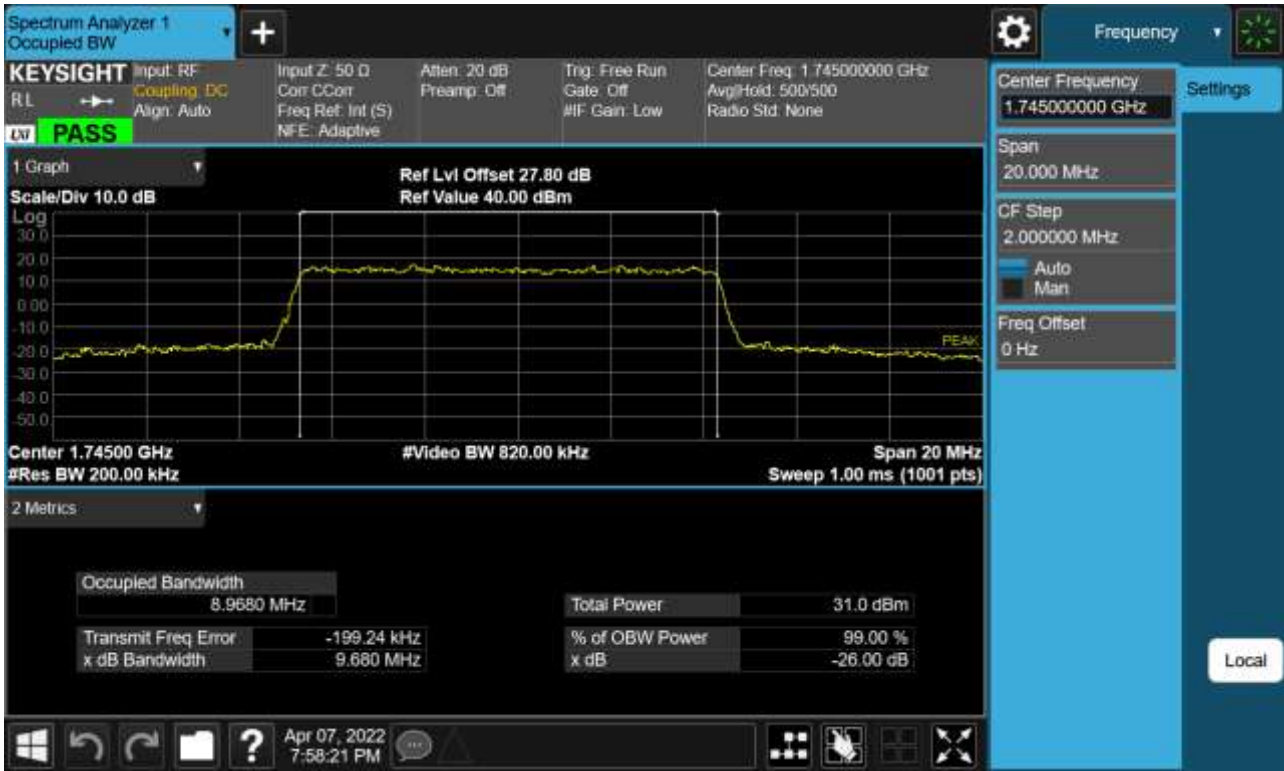 Spectrum Analyzer 1
Occupied BW
+
Frequency
KEYSIGHT
RL
LXI
PASS
Input: RF
Coupling: DC
Align: Auto
Input Z: 50 Ω
Corr CCorr
Freq Ref: Int (S)
NFE: Adaptive
Atten: 20 dB
Preamp: Off
Trig: Free Run
Gate: Off
#IF Gain: Low
Center Freq: 1.745000000 GHz
Avg|Hold: 500/500
Radio Std: None
1 Graph
Scale/Div 10.0 dB
Ref Lvl Offset 27.80 dB
Ref Value 40.00 dBm
Log
30.0
20.0
10.0
0.00
-10.0
-20.0
-30.0
-40.0
-50.0
PEAK
Center 1.74500 GHz
#Video BW 820.00 kHz
Span 20 MHz
#Res BW 200.00 kHz
Sweep 1.00 ms (1001 pts)
2 Metrics
Occupied Bandwidth
8.9680 MHz
Total Power 31.0 dBm
Transmit Freq Error -199.24 kHz
% of OBW Power 99.00 %
x dB Bandwidth 9.680 MHz
x dB -26.00 dB
Center Frequency
1.745000000 GHz
Settings
Span
20.000 MHz
CF Step
2.000000 MHz
Auto
Man
Freq Offset
0 Hz
Local
?
Apr 07, 2022
7:58:21 PM